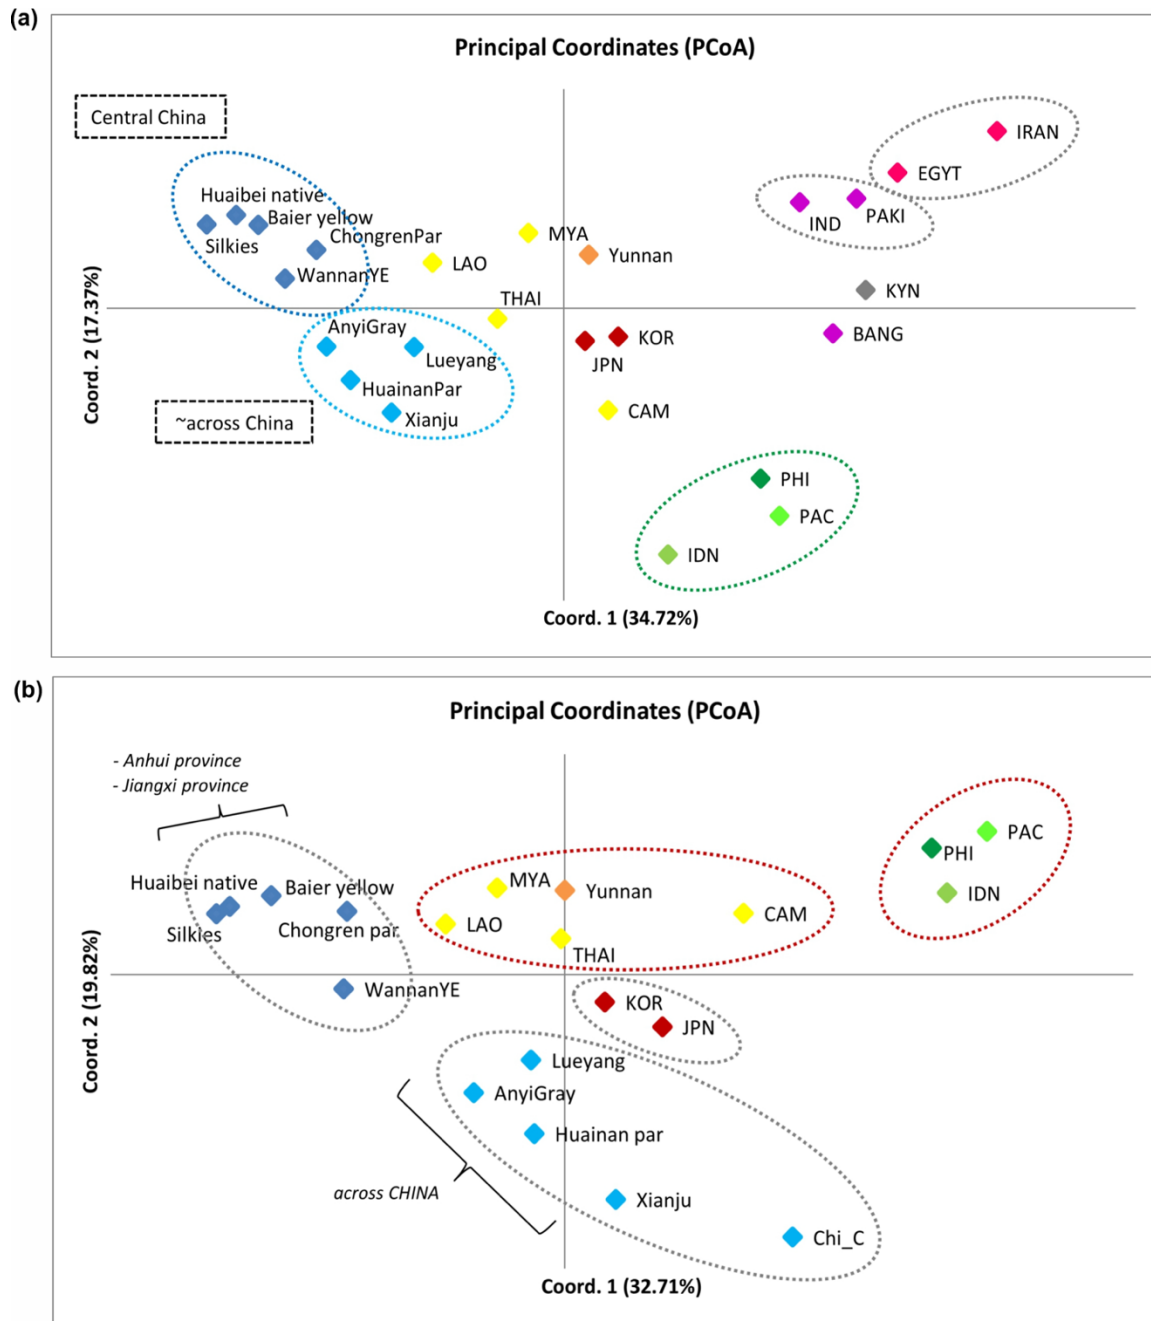 (a)
Principal Coordinates (PCoA)
Central China
IRAN
EGYT
Huaibei native
Baier yellow
Silkies
ChongrenPar
WannanYE
LAO
MYA
Yunnan
IND
PAKI
KYN
THAI
BANG
AnyiGray
Lueyang
KOR
JPN
HuainanPar
Xianju
CAM
~across China
PHI
PAC
IDN
Coord. 2 (17.37%)
Coord. 1 (34.72%)
(b)
Principal Coordinates (PCoA)
- Anhui province
- Jiangxi province
PAC
PHI
IDN
Huaibei native
Baier yellow
Silkies
Chongren par
WannanYE
MYA
Yunnan
LAO
THAI
CAM
KOR
JPN
Lueyang
AnyiGray
Huainan par
across CHINA
Xianju
Chi_C
Coord. 2 (19.82%)
Coord. 1 (32.71%)